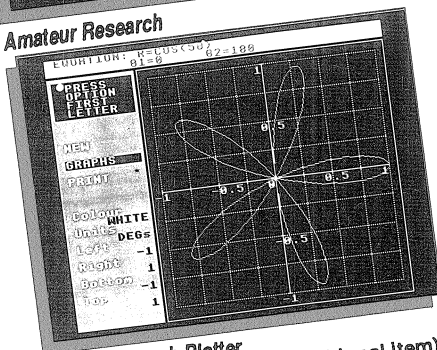 Amateur Research
EQUATION: R=COS(5θ)
θ1=0 θ2=180
PRESS
OPTION
FIRST
LETTER
NEW
GRAPHS
PRINT
Colour WHITE
Units DEGs
Left -1
Right 1
Bottom -1
Top 1
1
0.5
1 0.5 0 0.5 1
-0.5
-1
Plotter
nal item)